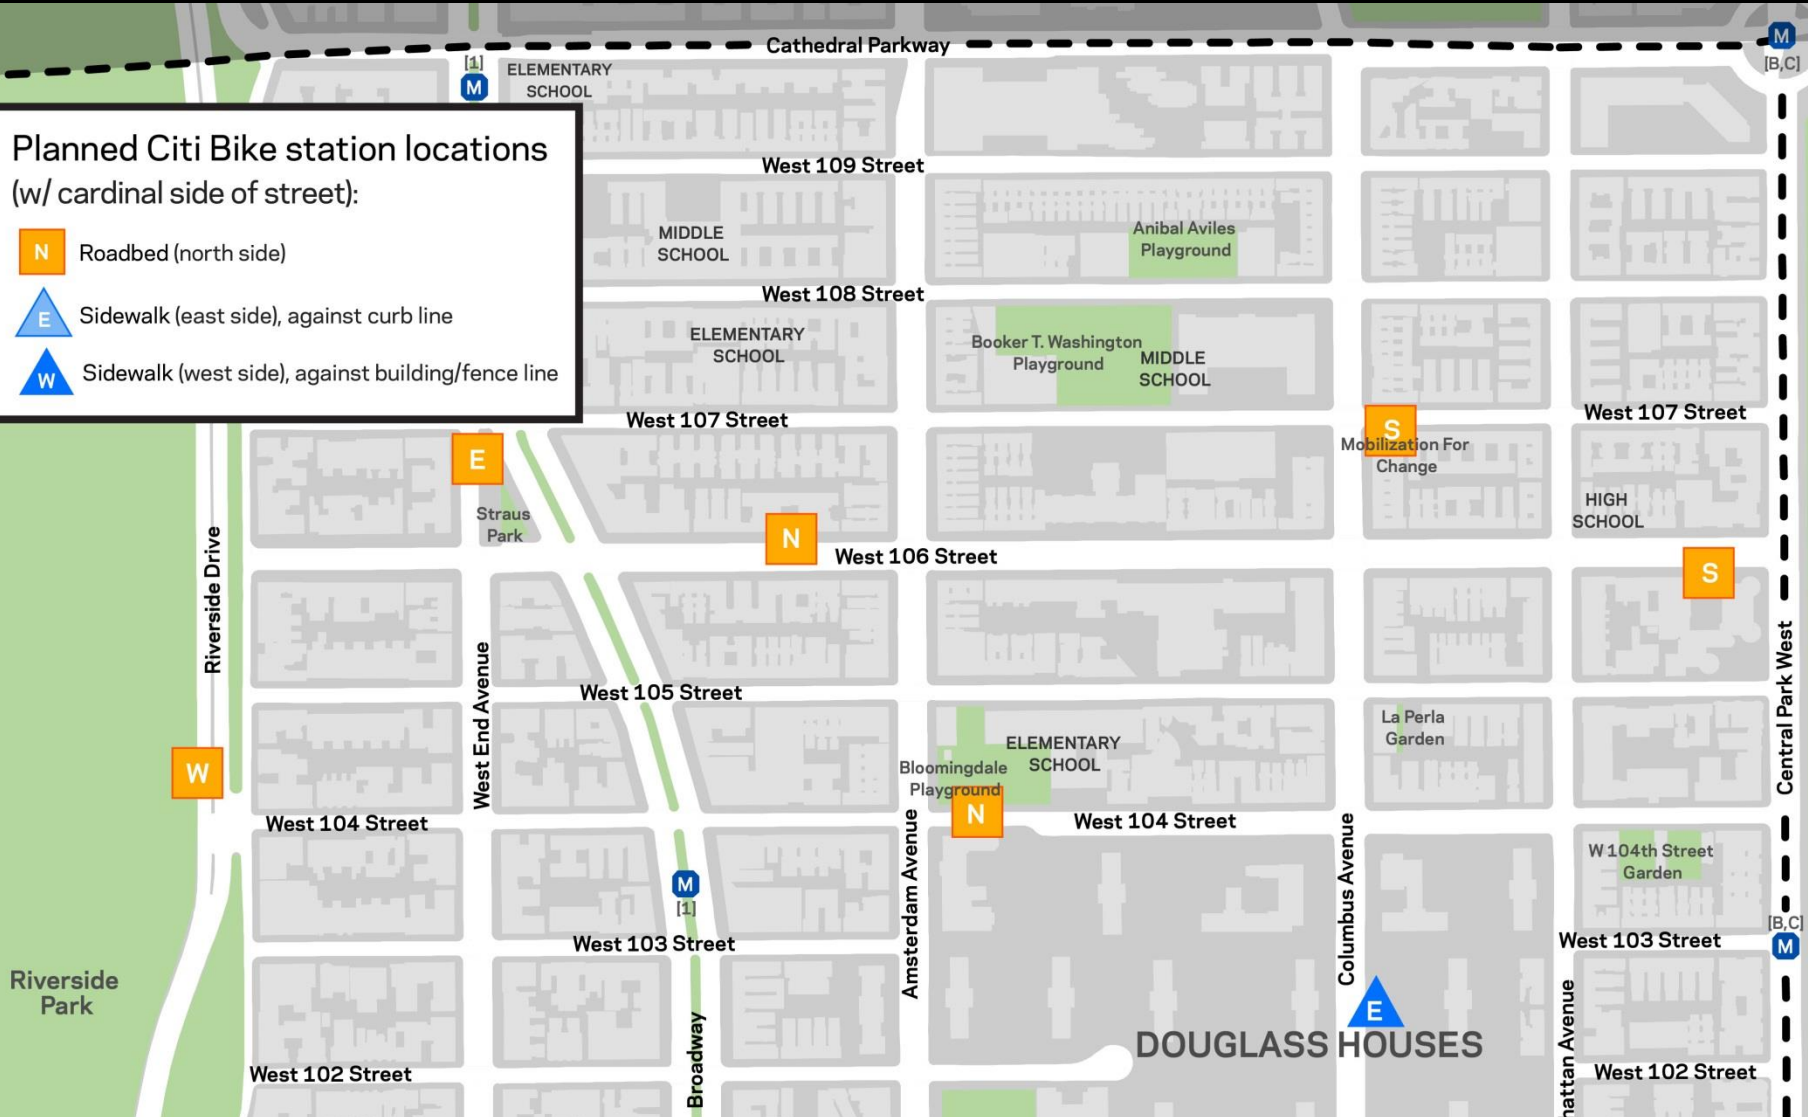 Cathedral Parkway
M
[B,C]
[1]
M
ELEMENTARY
SCHOOL
Planned Citi Bike station locations
(w/ cardinal side of street):
N Roadbed (north side)
E Sidewalk (east side), against curb line
W Sidewalk (west side), against building/fence line
West 109 Street
MIDDLE
SCHOOL
Anibal Aviles
Playground
West 108 Street
ELEMENTARY
SCHOOL
Booker T. Washington
Playground
MIDDLE
SCHOOL
West 107 Street
West 107 Street
S
Mobilization For
Change
E
Straus
Park
HIGH
SCHOOL
N
West 106 Street
S
Riverside Drive
West End Avenue
West 105 Street
Central Park West
La Perla
Garden
ELEMENTARY
SCHOOL
Bloomingdale
Playground
W
N
West 104 Street
West 104 Street
Amsterdam Avenue
Columbus Avenue
W 104th Street
Garden
M
[1]
[B,C]
M
West 103 Street
West 103 Street
Riverside
Park
E
DOUGLASS HOUSES
Broadway
hattan Avenue
West 102 Street
West 102 Street